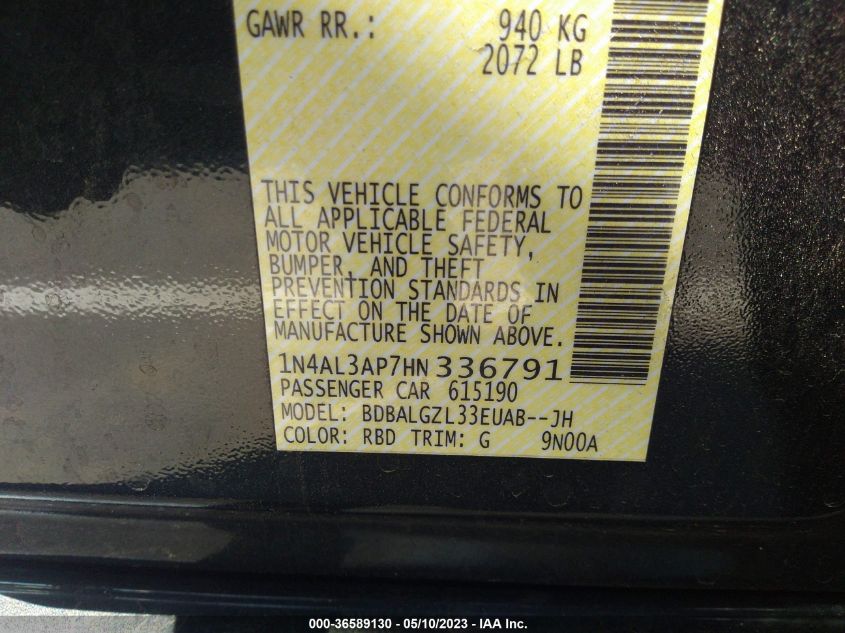 GAWR RR.: 940 KG
2072 LB
THIS VEHICLE CONFORMS TO
ALL APPLICABLE FEDERAL
MOTOR VEHICLE SAFETY,
BUMPER, AND THEFT
PREVENTION STANDARDS IN
EFFECT ON THE DATE OF
MANUFACTURE SHOWN ABOVE.
1N4AL3AP7HN336791
PASSENGER CAR 615190
MODEL: BDBALGZL33EUAB--JH
COLOR: RBD TRIM: G 9N00A
000-36589130 - 05/10/2023 - IAA Inc.